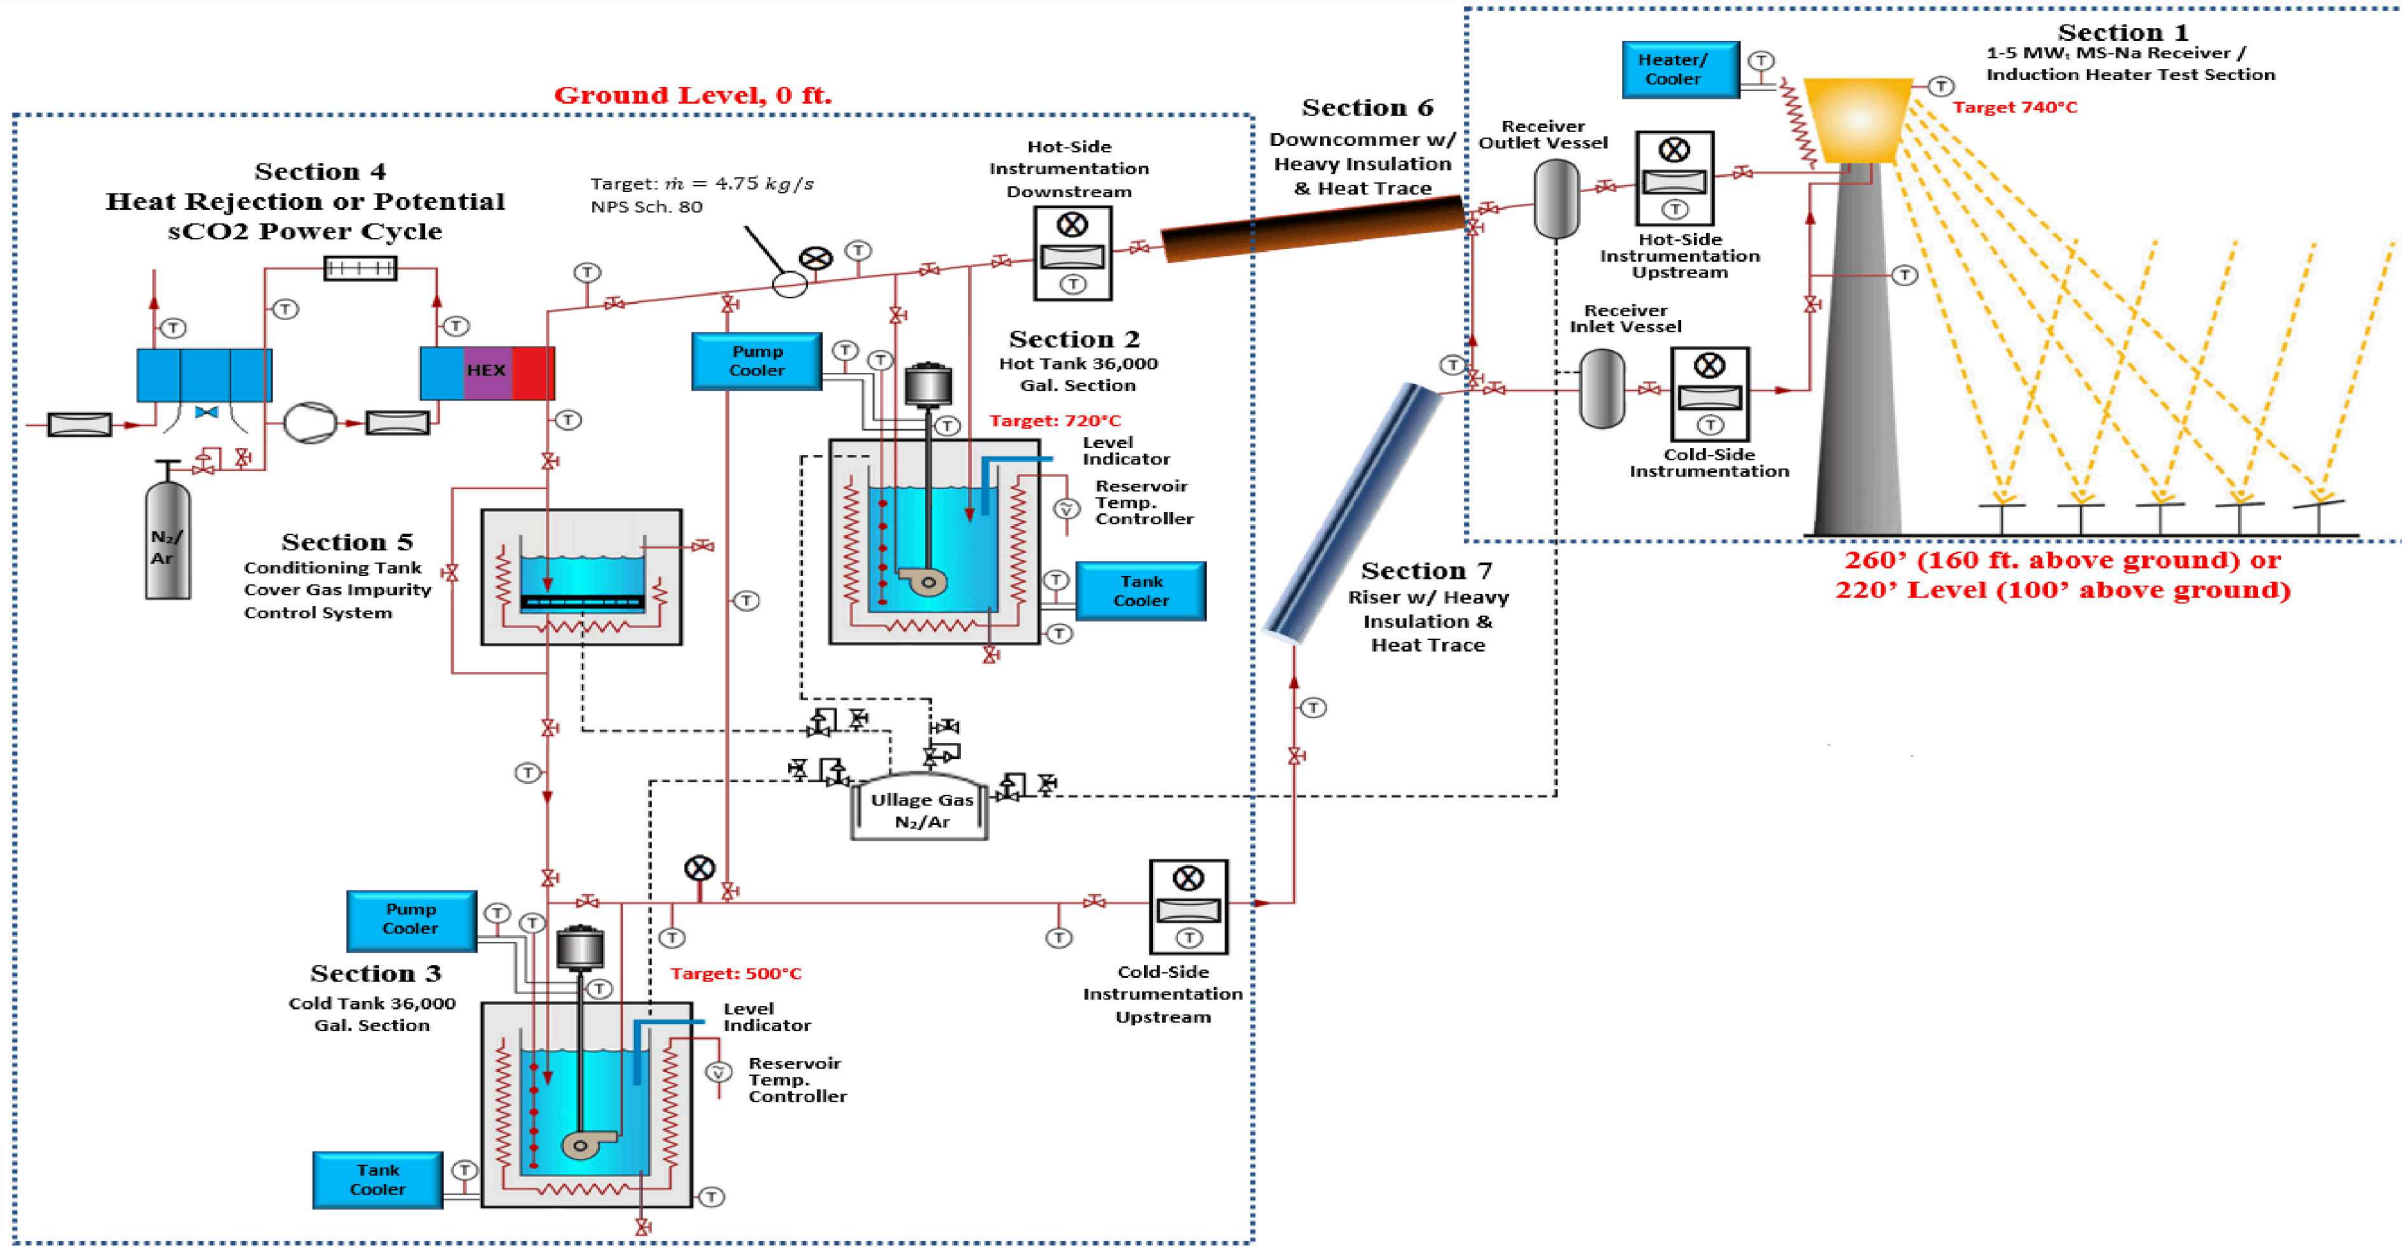 Ground Level, 0 ft.
Section 4
Heat Rejection or Potential
sCO2 Power Cycle
Target: ṁ = 4.75 kg/s
NPS Sch. 80
Hot-Side
Instrumentation
Downstream
Section 6
Downcommer w/
Heavy Insulation
& Heat Trace
Section 1
1-5 MWₜ MS-Na Receiver /
Induction Heater Test Section
Heater/
Cooler
T
T
Target 740°C
Receiver
Outlet Vessel
T
Hot-Side
Instrumentation
Upstream
T
Receiver
Inlet Vessel
T
T
Cold-Side
Instrumentation
260’ (160 ft. above ground) or
220’ Level (100’ above ground)
T
T
T
T
T
T
T
HEX
T
N₂/
Ar
Pump
Cooler
T
T
T
Section 2
Hot Tank 36,000
Gal. Section
Target: 720°C
Level
Indicator
Reservoir
Temp.
Controller
Ṽ
T
Tank
Cooler
T
Section 5
Conditioning Tank
Cover Gas Impurity
Control System
T
T
Section 7
Riser w/ Heavy
Insulation &
Heat Trace
T
Ullage Gas
N₂/Ar
Pump
Cooler
T
T
T
T
T
T
Cold-Side
Instrumentation
Upstream
Section 3
Cold Tank 36,000
Gal. Section
Target: 500°C
Level
Indicator
Reservoir
Temp.
Controller
Ṽ
Tank
Cooler
T
T